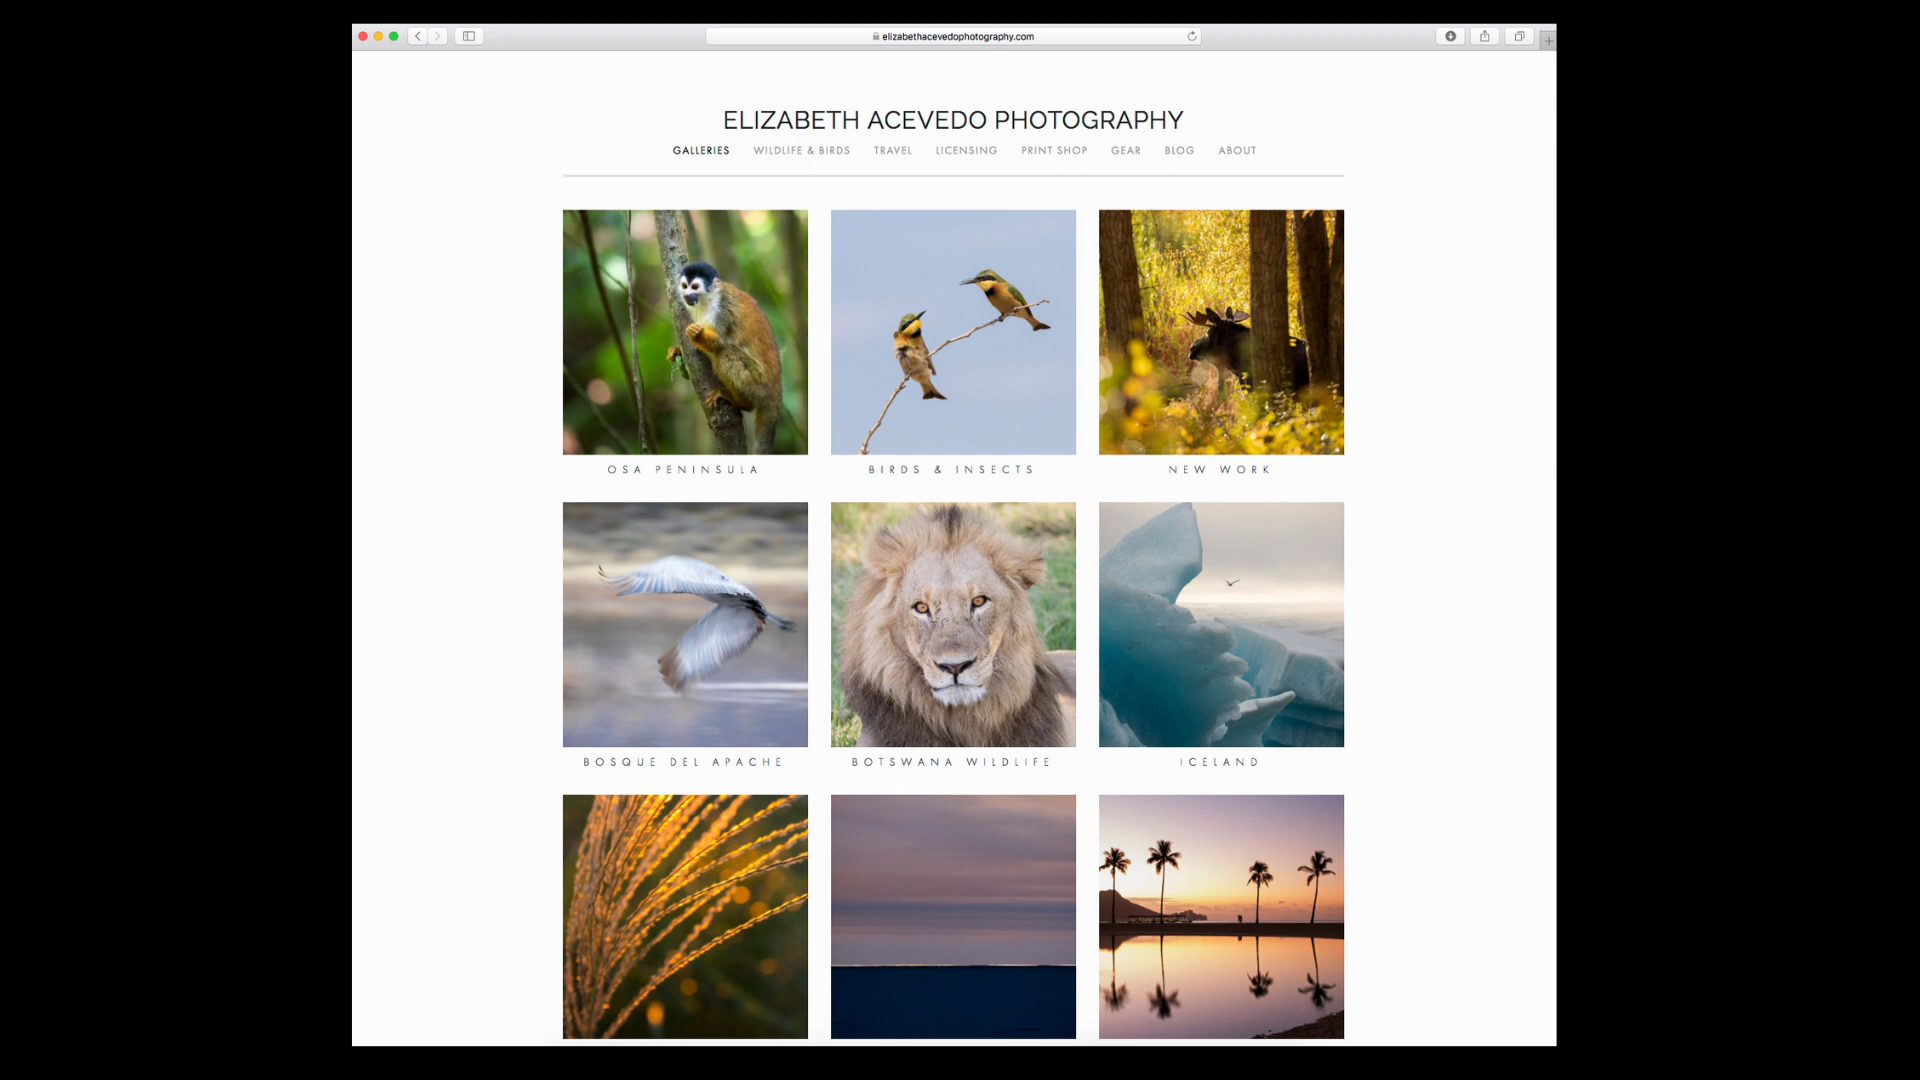 elizabethacevedophotography.com
ELIZABETH ACEVEDO PHOTOGRAPHY
GALLERIES WILDLIFE & BIRDS TRAVEL LICENSING PRINT SHOP GEAR BLOG ABOUT
OSA PENINSULA BIRDS & INSECTS NEW WORK
BOSQUE DEL APACHE BOTSWANA WILDLIFE ICELAND